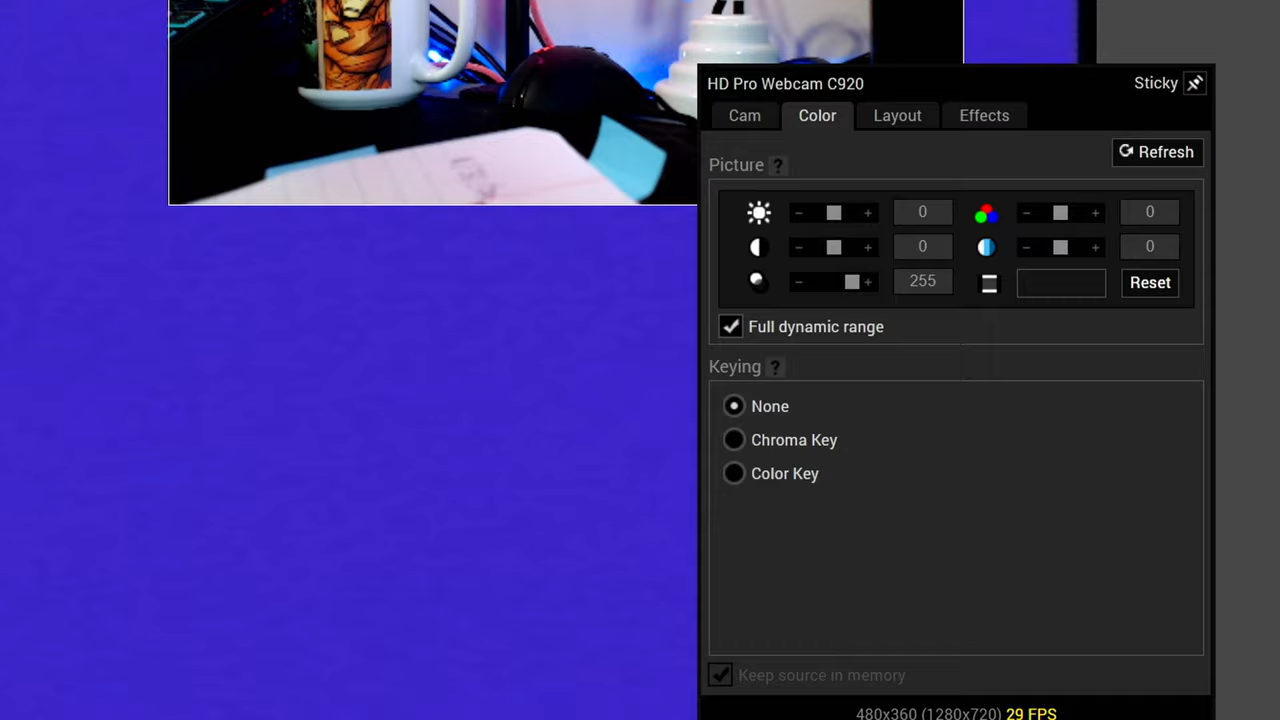 HD Pro Webcam C920 Sticky
Cam Color Layout Effects
Refresh
Picture ?
- + 0 - + 0
- + 0 - + 0
- + 255 Reset
Full dynamic range
Keying ?
None
Chroma Key
Color Key
Keep source in memory
480x360 (1280x720) 29 FPS